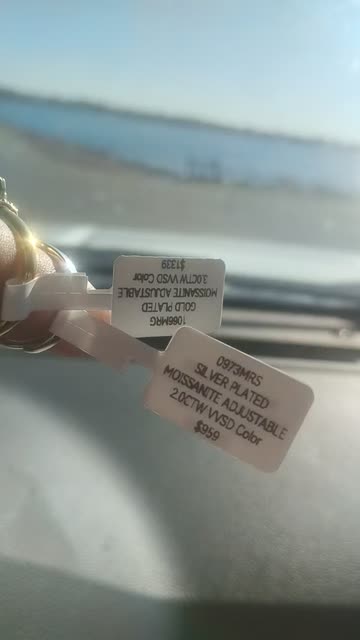 1066MRG
GOLD PLATED
MOISSANITE ADJUSTABLE
3.0CTW VVSD Color
$1339
0973MRS
SILVER PLATED
MOISSANITE ADJUSTABLE
2.0CTW VVSD Color
$959